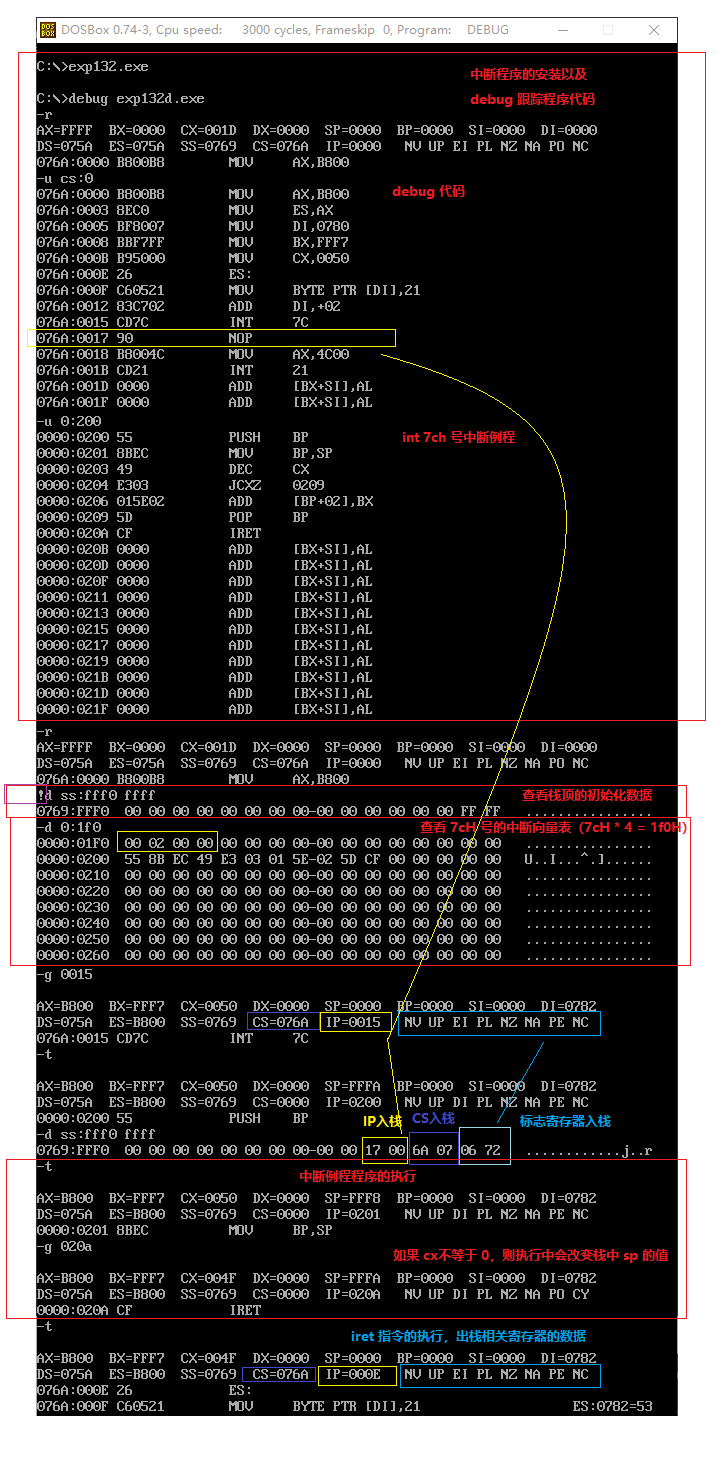 DOSBox 0.74-3, Cpu speed: 3000 cycles, Frameskip 0, Program: DEBUG
C:\>exp132.exe
中断程序的安装以及
C:\>debug exp132d.exe
debug 跟踪程序代码
-r
AX=FFFF BX=0000 CX=001D DX=0000 SP=0000 BP=0000 SI=0000 DI=0000
DS=075A ES=075A SS=0769 CS=076A IP=0000 NV UP EI PL NZ NA PO NC
076A:0000 B800B8 MOV AX,B800
-u cs:0
debug 代码
076A:0000 B800B8 MOV AX,B800
076A:0003 8EC0 MOV ES,AX
076A:0005 BF8007 MOV DI,0780
076A:0008 BBF7FF MOV BX,FFF7
076A:000B B95000 MOV CX,0050
076A:000E 26 ES:
076A:000F C60521 MOV BYTE PTR [DI],21
076A:0012 83C702 ADD DI,+02
076A:0015 CD7C INT 7C
076A:0017 90 NOP
076A:0018 B8004C MOV AX,4C00
076A:001B CD21 INT 21
076A:001D 0000 ADD [BX+SI],AL
076A:001F 0000 ADD [BX+SI],AL
-u 0:200
int 7ch 号中断例程
0000:0200 55 PUSH BP
0000:0201 8BEC MOV BP,SP
0000:0203 49 DEC CX
0000:0204 E303 JCXZ 0209
0000:0206 015E02 ADD [BP+02],BX
0000:0209 5D POP BP
0000:020A CF IRET
0000:020B 0000 ADD [BX+SI],AL
0000:020D 0000 ADD [BX+SI],AL
0000:020F 0000 ADD [BX+SI],AL
0000:0211 0000 ADD [BX+SI],AL
0000:0213 0000 ADD [BX+SI],AL
0000:0215 0000 ADD [BX+SI],AL
0000:0217 0000 ADD [BX+SI],AL
0000:0219 0000 ADD [BX+SI],AL
0000:021B 0000 ADD [BX+SI],AL
0000:021D 0000 ADD [BX+SI],AL
0000:021F 0000 ADD [BX+SI],AL
-r
AX=FFFF BX=0000 CX=001D DX=0000 SP=0000 BP=0000 SI=0000 DI=0000
DS=075A ES=075A SS=0769 CS=076A IP=0000 NV UP EI PL NZ NA PO NC
076A:0000 B800B8 MOV AX,B800
!d ss:fff0 ffff
查看栈顶的初始化数据
0769:FFF0 00 00 00 00 00 00 00 00-00 00 00 00 00 00 FF FF ................
-d 0:1f0
查看 7cH 号的中断向量表（7cH * 4 = 1f0H）
0000:01F0 00 02 00 00 00 00 00 00-00 00 00 00 00 00 00 00 ................
0000:0200 55 8B EC 49 E3 03 01 5E-02 5D CF 00 00 00 00 00 U..I...^.]......
0000:0210 00 00 00 00 00 00 00 00-00 00 00 00 00 00 00 00 ................
0000:0220 00 00 00 00 00 00 00 00-00 00 00 00 00 00 00 00 ................
0000:0230 00 00 00 00 00 00 00 00-00 00 00 00 00 00 00 00 ................
0000:0240 00 00 00 00 00 00 00 00-00 00 00 00 00 00 00 00 ................
0000:0250 00 00 00 00 00 00 00 00-00 00 00 00 00 00 00 00 ................
0000:0260 00 00 00 00 00 00 00 00-00 00 00 00 00 00 00 00 ................
-g 0015
AX=B800 BX=FFF7 CX=0050 DX=0000 SP=0000 BP=0000 SI=0000 DI=0782
DS=075A ES=B800 SS=0769 CS=076A IP=0015 NV UP EI PL NZ NA PE NC
076A:0015 CD7C INT 7C
-t
AX=B800 BX=FFF7 CX=0050 DX=0000 SP=FFFA BP=0000 SI=0000 DI=0782
DS=075A ES=B800 SS=0769 CS=0000 IP=0200 NV UP DI PL NZ NA PE NC
0000:0200 55 PUSH BP
IP入栈 CS入栈 标志寄存器入栈
-d ss:fff0 ffff
0769:FFF0 00 00 00 00 00 00 00 00-00 00 17 00 6A 07 06 72 ............j..r
-t
中断例程程序的执行
AX=B800 BX=FFF7 CX=0050 DX=0000 SP=FFF8 BP=0000 SI=0000 DI=0782
DS=075A ES=B800 SS=0769 CS=0000 IP=0201 NV UP DI PL NZ NA PE NC
0000:0201 8BEC MOV BP,SP
-g 020a
如果 cx不等于 0，则执行中会改变栈中 sp 的值
AX=B800 BX=FFF7 CX=004F DX=0000 SP=FFFA BP=0000 SI=0000 DI=0782
DS=075A ES=B800 SS=0769 CS=0000 IP=020A NV UP DI PL NZ NA PO CY
0000:020A CF IRET
-t
iret 指令的执行，出栈相关寄存器的数据
AX=B800 BX=FFF7 CX=004F DX=0000 SP=0000 BP=0000 SI=0000 DI=0782
DS=075A ES=B800 SS=0769 CS=076A IP=000E NV UP EI PL NZ NA PE NC
076A:000E 26 ES:
076A:000F C60521 MOV BYTE PTR [DI],21 ES:0782=53